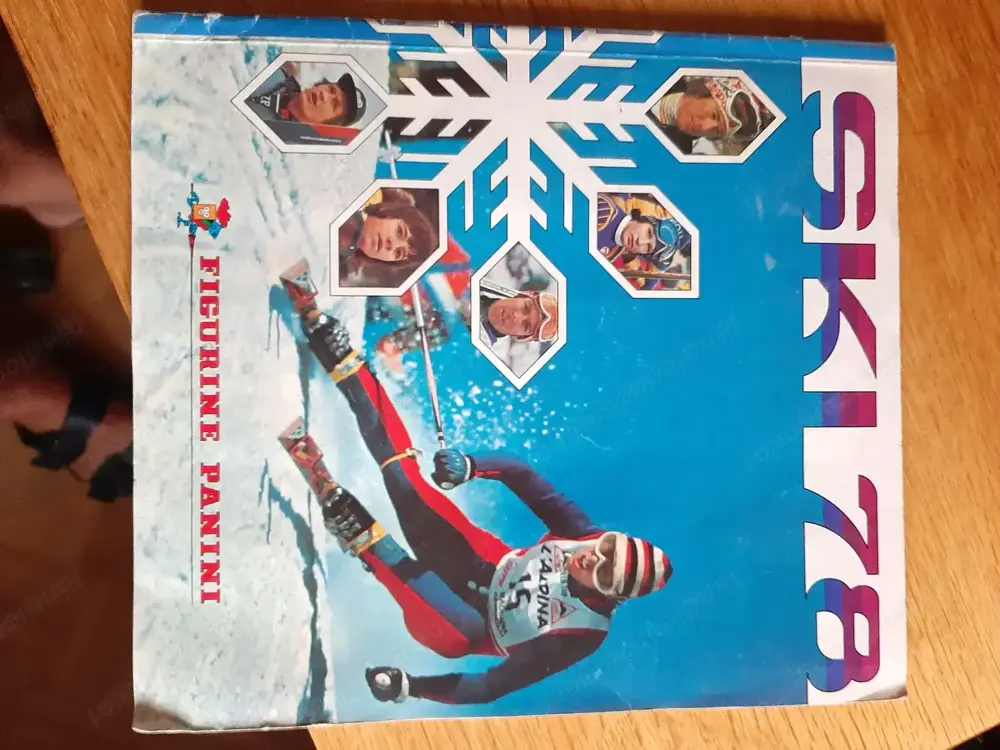 SKI 78
L'ALPINA
15
FIGURINE PANINI